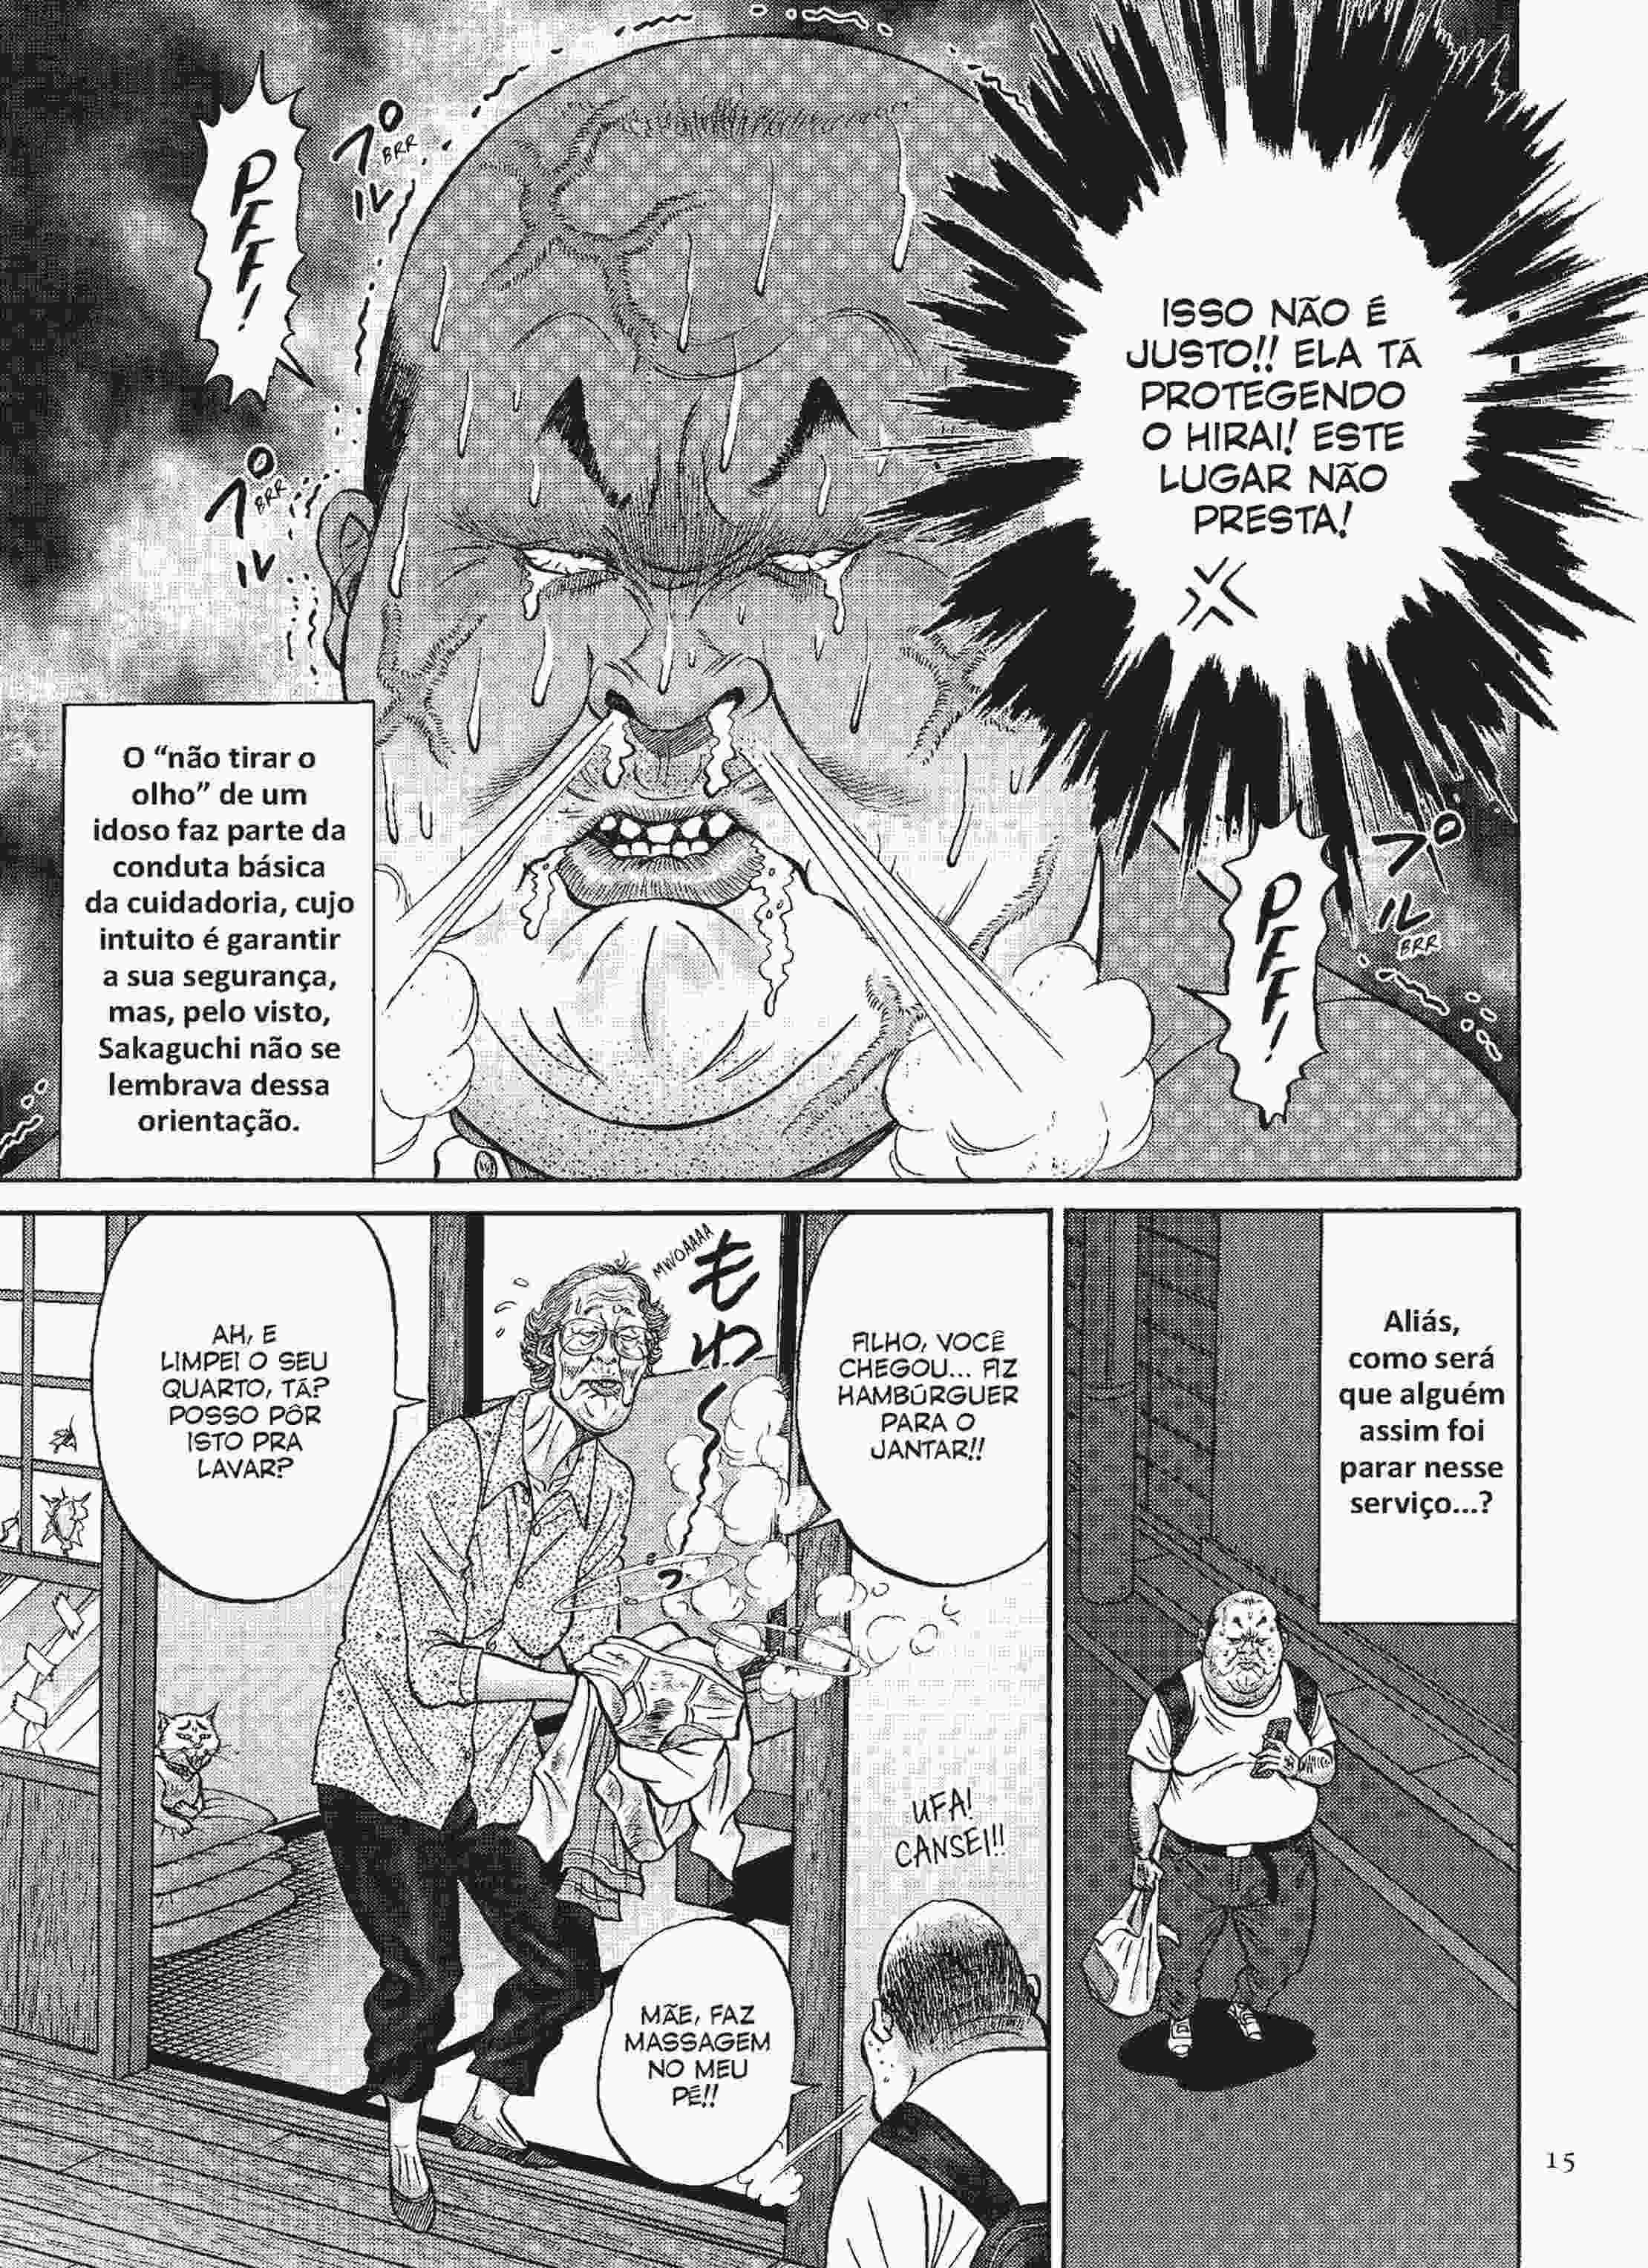 ISSO NÃO É
JUSTO!! ELA TÁ
PROTEGENDO
O HIRAI! ESTE
LUGAR NÃO
PRESTA!
PFF!
プルル
BRR
プル
BRR
PFF!
プル
BRR
O “não tirar o
olho” de um
idoso faz parte da
conduta básica
da cuidadoria, cujo
intuito é garantir
a sua segurança,
mas, pelo visto,
Sakaguchi não se
lembrava dessa
orientação.
Aliás,
como será
que alguém
assim foi
parar nesse
serviço...?
FILHO, VOCÊ
CHEGOU... FIZ
HAMBÚRGUER
PARA O
JANTAR!!
もわ～っ
MWOAAAA
AH, E
LIMPEI O SEU
QUARTO, TÁ?
POSSO PÔR
ISTO PRA
LAVAR?
UFA!
CANSEI!!
MÃE, FAZ
MASSAGEM
NO MEU
PÉ!!
15